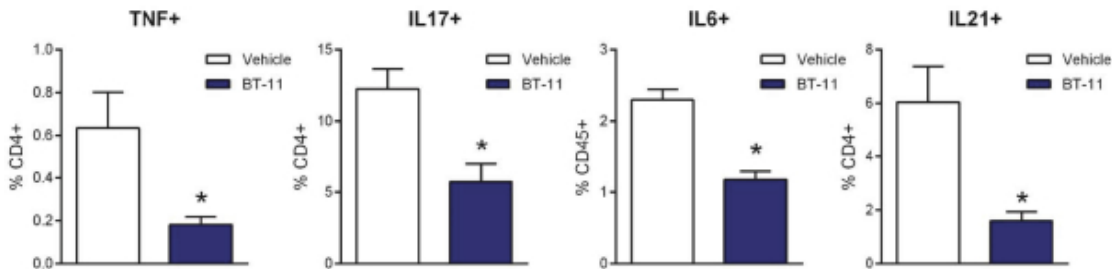 TNF+
% CD4+
1.0
0.8
0.6
0.4
0.2
0.0
Vehicle
BT-11
*
IL17+
% CD4+
15
10
5
0
Vehicle
BT-11
*
IL6+
% CD45+
3
2
1
0
Vehicle
BT-11
*
IL21+
% CD4+
8
6
4
2
0
Vehicle
BT-11
*